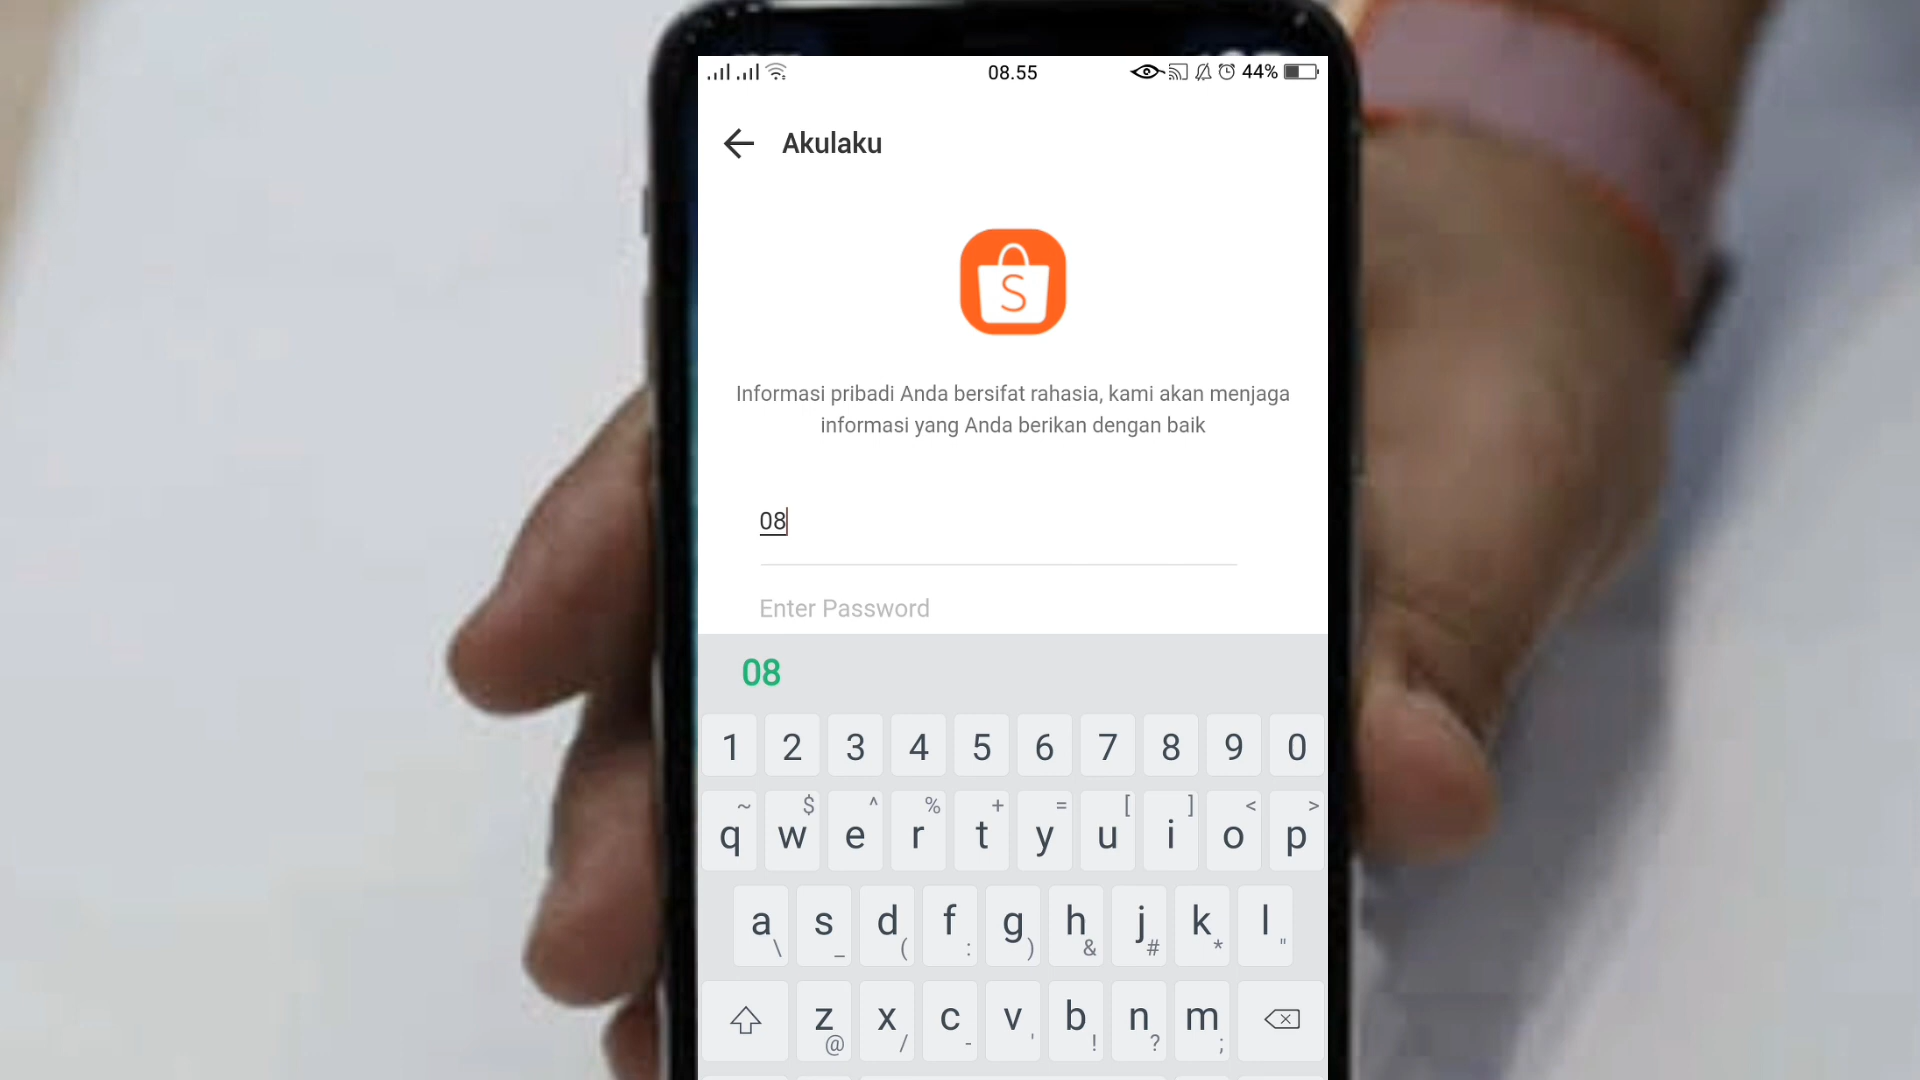 08.55
44%
Akulaku
S
Informasi pribadi Anda bersifat rahasia, kami akan menjaga
informasi yang Anda berikan dengan baik
08
Enter Password
08
1 2 3 4 5 6 7 8 9 0
~ $ ^ % + = [ ] < >
q w e r t y u i o p
a s d f g h j k l
\ _ ( : ) & # * "
z x c v b n m
@ / - ' ! ? ;